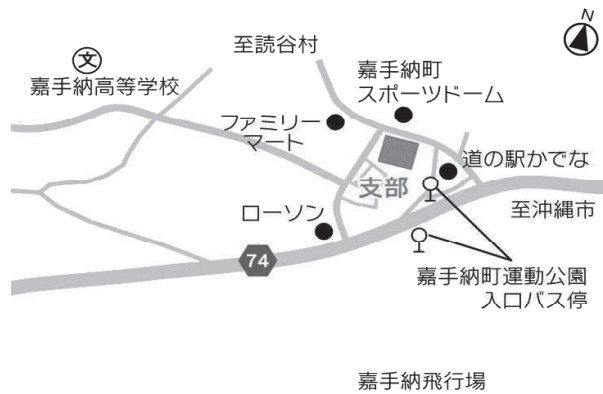 N
至読谷村
文
嘉手納高等学校
嘉手納町
スポーツドーム
ファミリー
マート
道の駅かでな
支部
至沖縄市
ローソン
74
嘉手納町運動公園
入口バス停
嘉手納飛行場